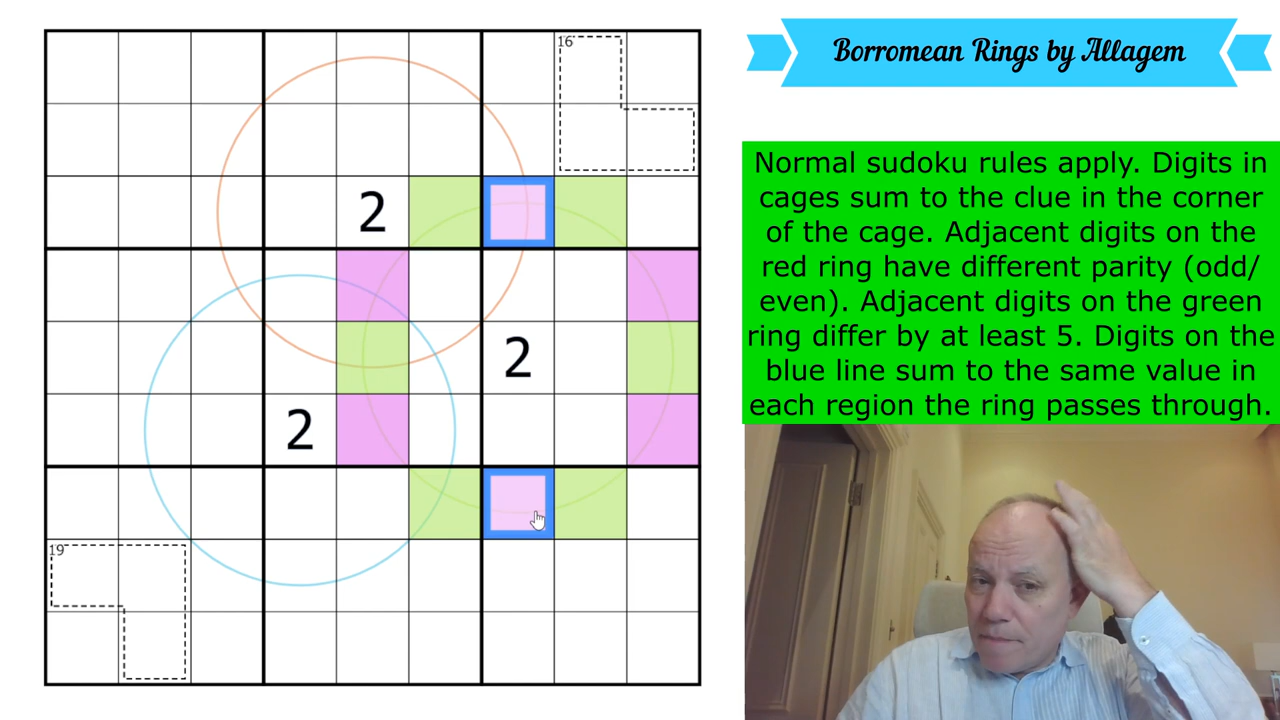 Borromean Rings by Allagem
16
2
2
2
19
Normal sudoku rules apply. Digits in
cages sum to the clue in the corner
of the cage. Adjacent digits on the
red ring have different parity (odd/
even). Adjacent digits on the green
ring differ by at least 5. Digits on the
blue line sum to the same value in
each region the ring passes through.